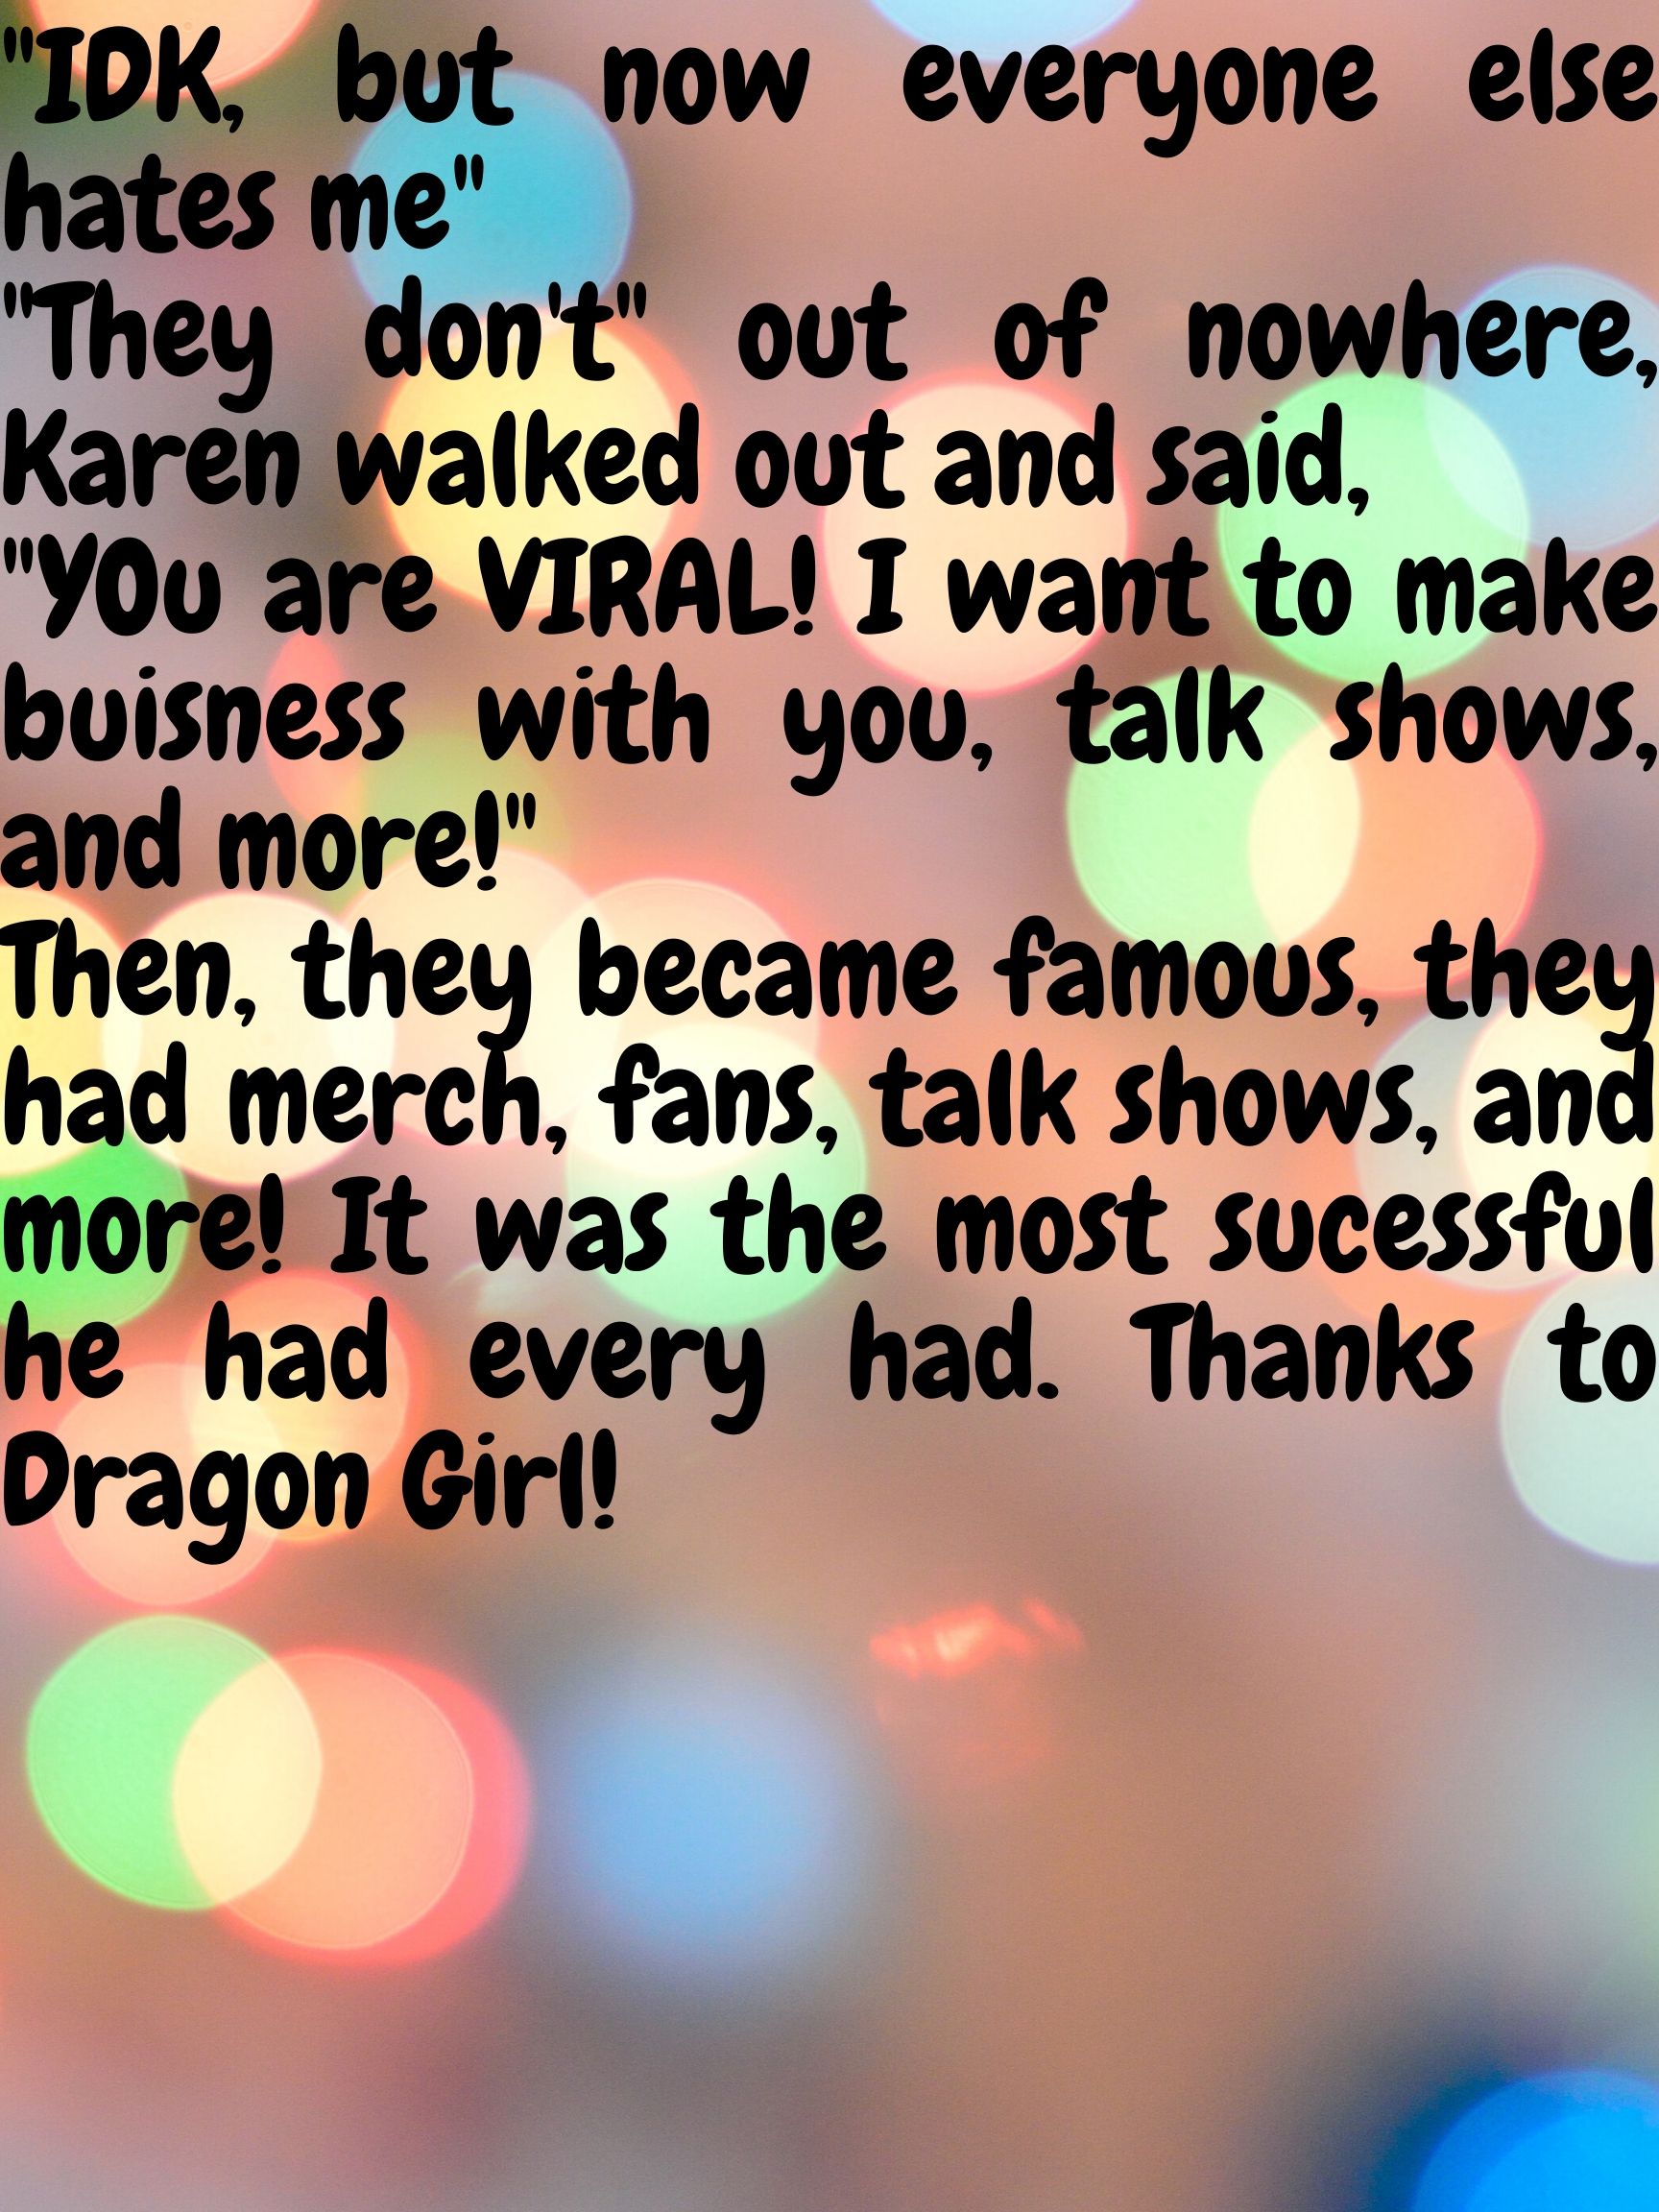 "IDK, but now everyone else
hates me"
"They don't" out of nowhere,
Karen walked out and said,
"YOu are VIRAL! I want to make
buisness with you, talk shows,
and more!"
Then, they became famous, they
had merch, fans, talk shows, and
more! It was the most sucessful
he had every had. Thanks to
Dragon Girl!